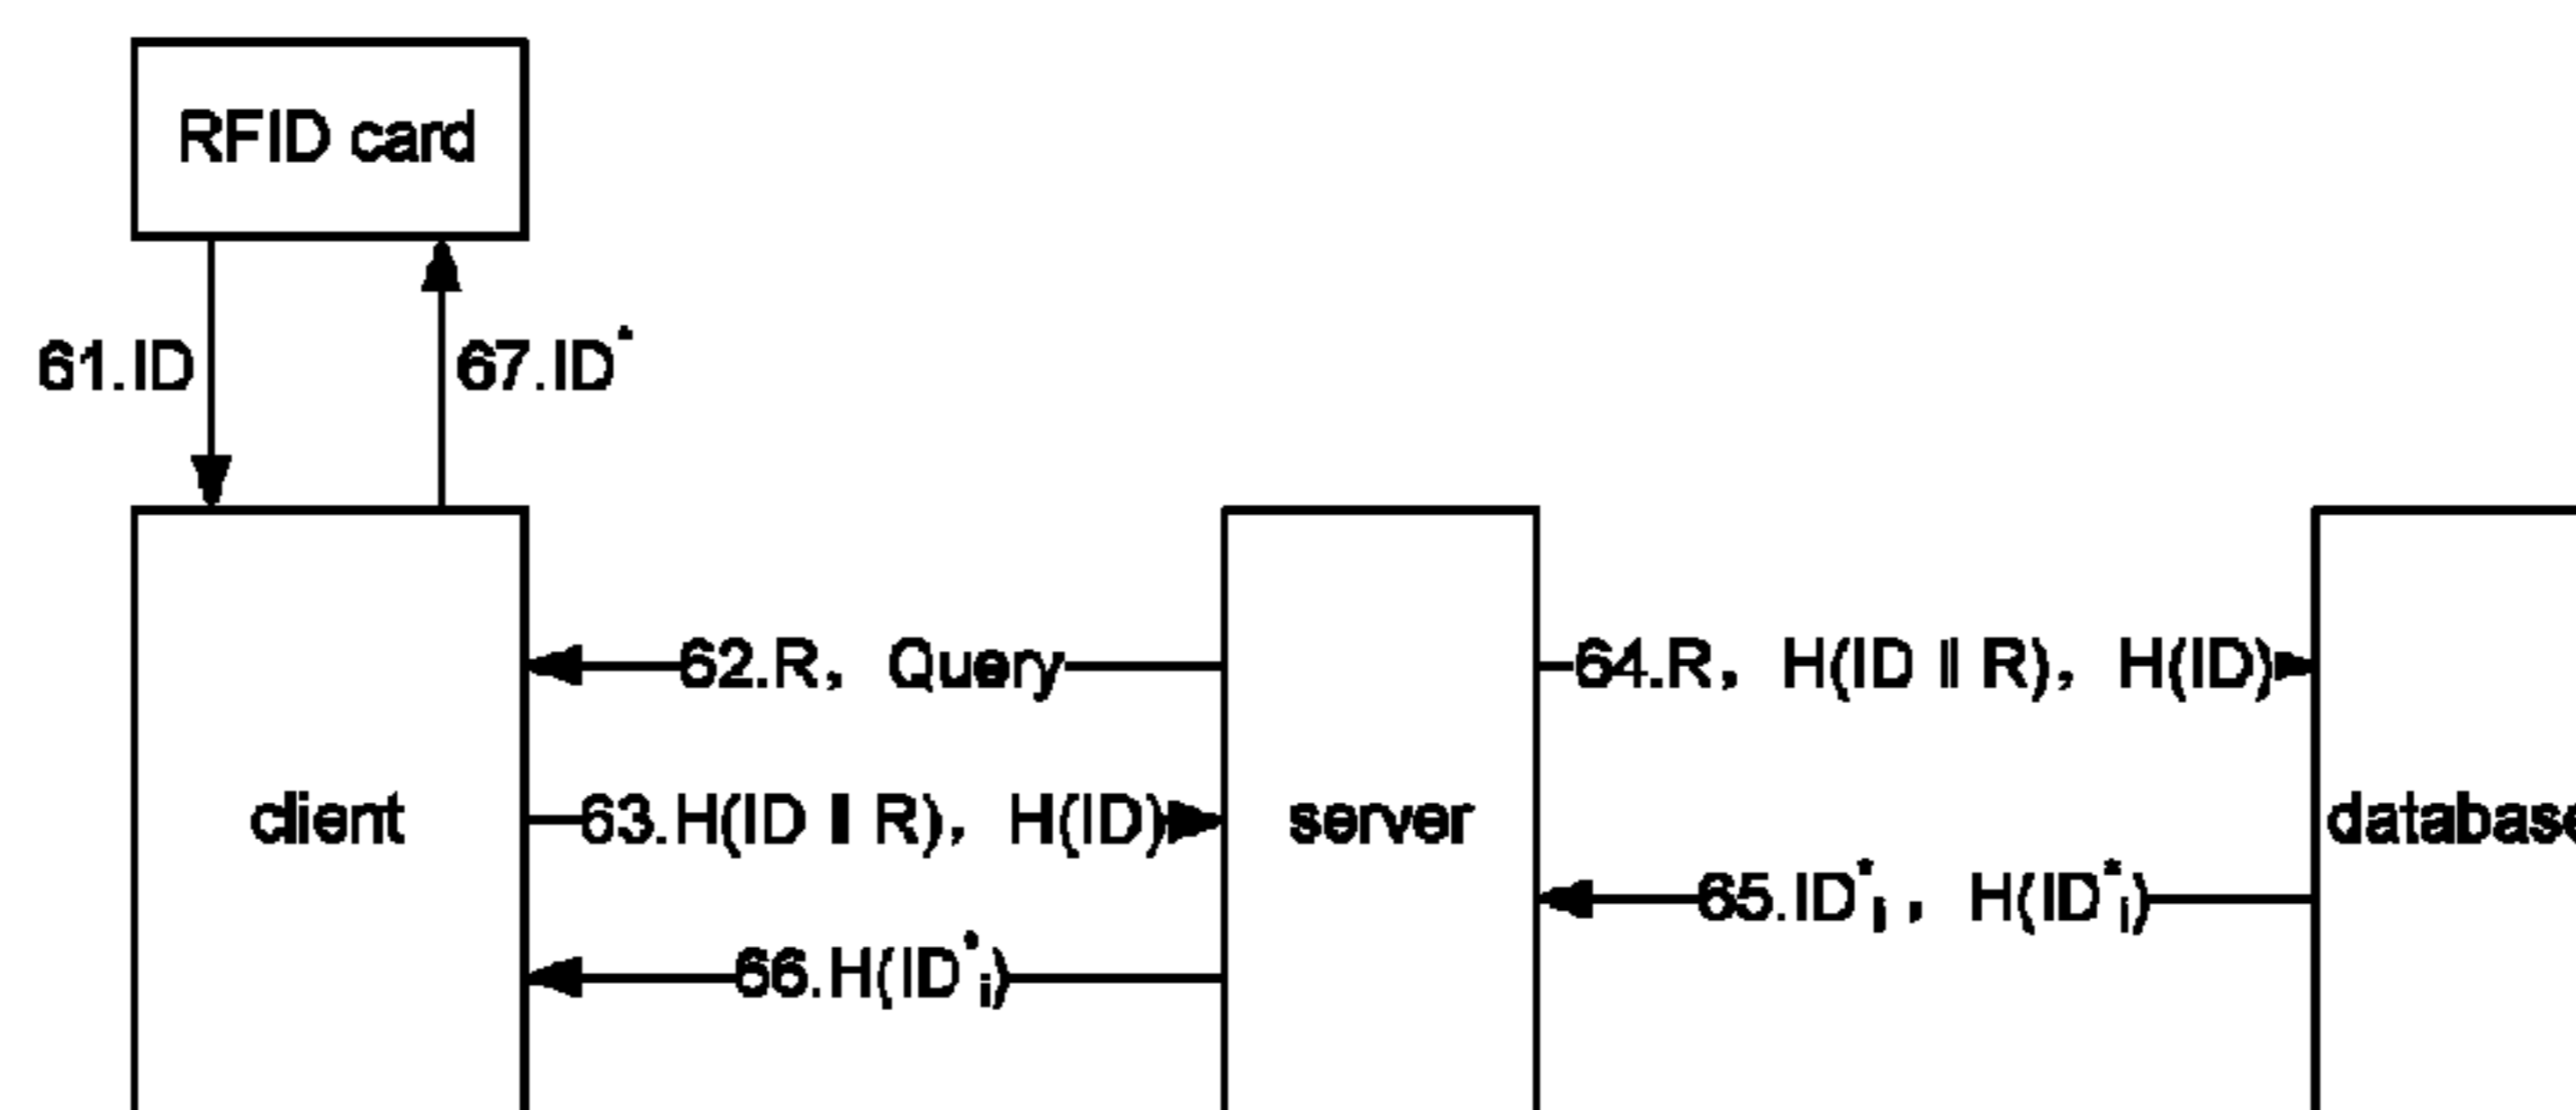 RFID card
61.ID
67.ID*
62.R, Query
64.R, H(ID || R), H(ID)
client
63.H(ID || R), H(ID)
server
database
65.ID*i, H(ID*i)
66.H(ID*i)